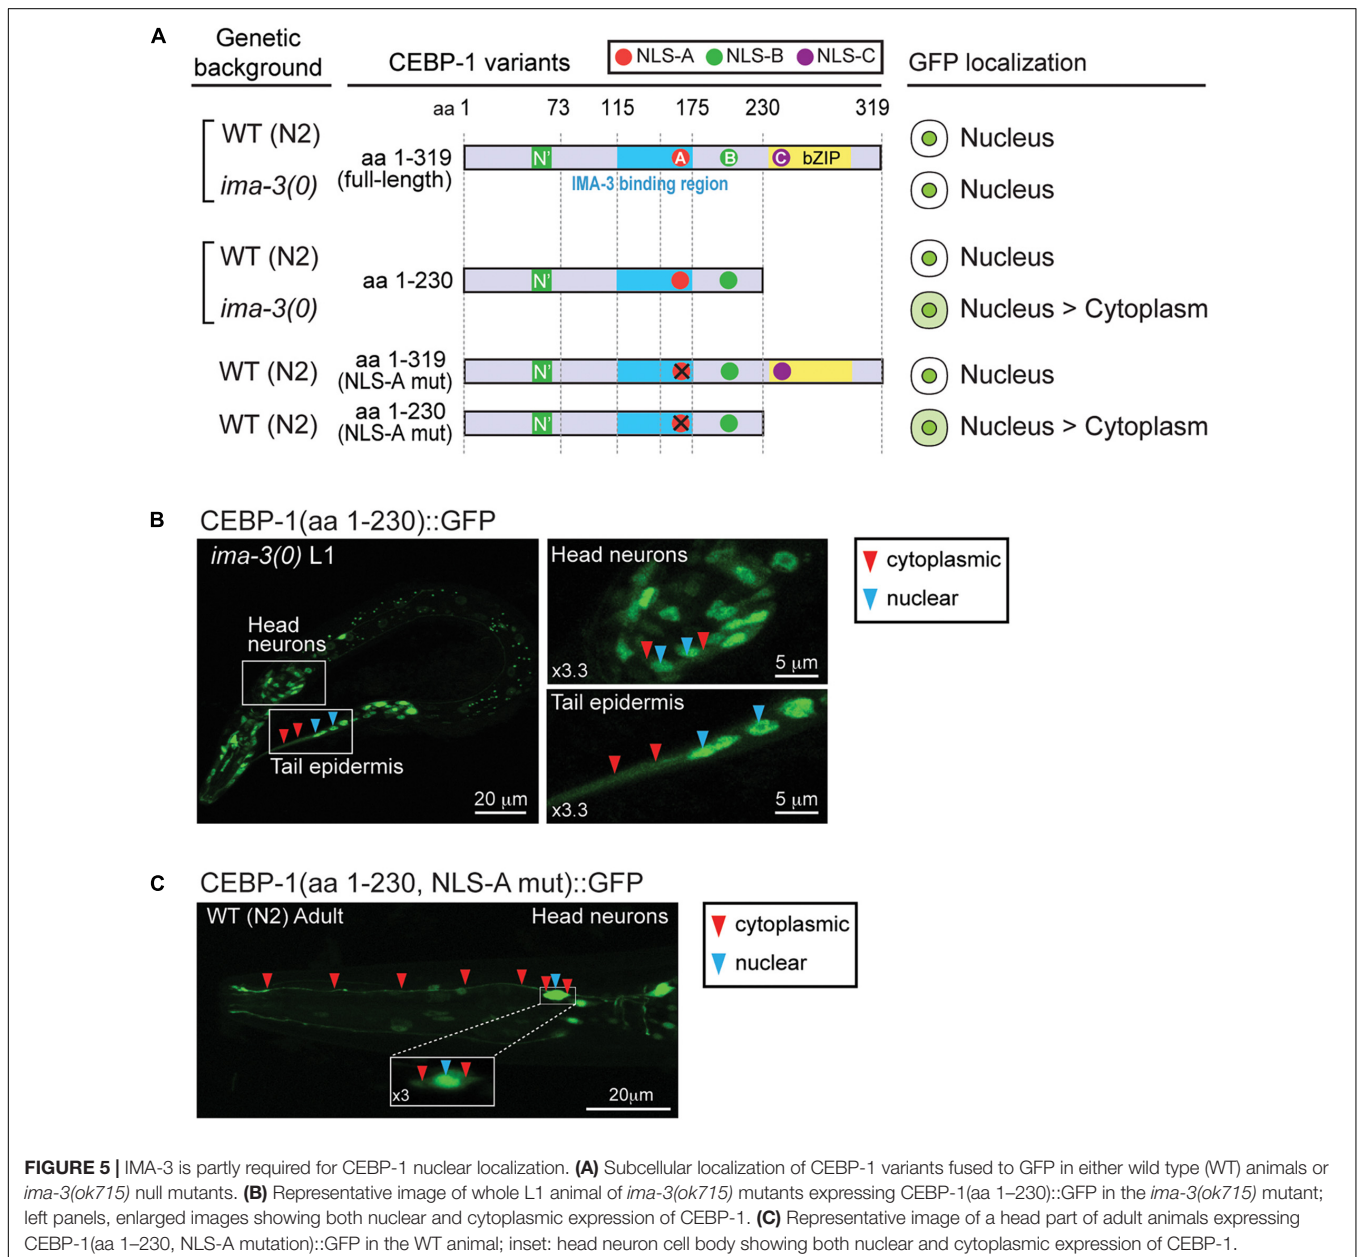 A
Genetic
background
CEBP-1 variants
NLS-A NLS-B NLS-C
GFP localization
aa 1 73 115 175 230 319
WT (N2)
ima-3(0)
aa 1-319
(full-length)
N' A B C bZIP
IMA-3 binding region
Nucleus
Nucleus
WT (N2)
ima-3(0)
aa 1-230
N'
Nucleus
Nucleus > Cytoplasm
WT (N2)
aa 1-319
(NLS-A mut)
N'
Nucleus
WT (N2)
aa 1-230
(NLS-A mut)
N'
Nucleus > Cytoplasm
B
CEBP-1(aa 1-230)::GFP
ima-3(0) L1
Head
neurons
Tail epidermis
20 μm
Head neurons
x3.3
5 μm
Tail epidermis
x3.3
5 μm
cytoplasmic
nuclear
C
CEBP-1(aa 1-230, NLS-A mut)::GFP
WT (N2) Adult
Head neurons
x3
20μm
cytoplasmic
nuclear
FIGURE 5 | IMA-3 is partly required for CEBP-1 nuclear localization. (A) Subcellular localization of CEBP-1 variants fused to GFP in either wild type (WT) animals or
ima-3(ok715) null mutants. (B) Representative image of whole L1 animal of ima-3(ok715) mutants expressing CEBP-1(aa 1–230)::GFP in the ima-3(ok715) mutant;
left panels, enlarged images showing both nuclear and cytoplasmic expression of CEBP-1. (C) Representative image of a head part of adult animals expressing
CEBP-1(aa 1–230, NLS-A mutation)::GFP in the WT animal; inset: head neuron cell body showing both nuclear and cytoplasmic expression of CEBP-1.